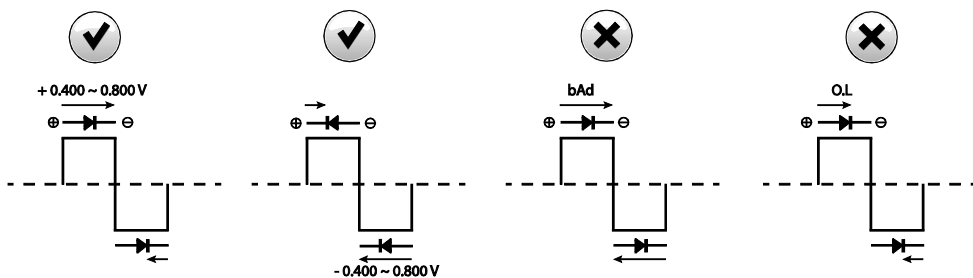 + 0.400 ~ 0.800 V
bAd
O.L
⊕ ⊖
⊕ ⊖
⊕ ⊖
⊕ ⊖
- 0.400 ~ 0.800 V